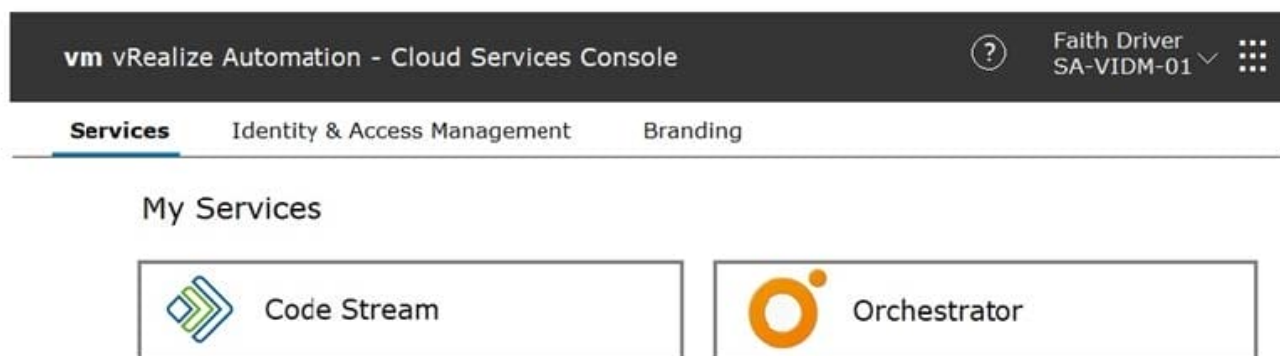 vm vRealize Automation - Cloud Services Console
?
Faith Driver
SA-VIDM-01
Services Identity & Access Management Branding
My Services
Code Stream
Orchestrator